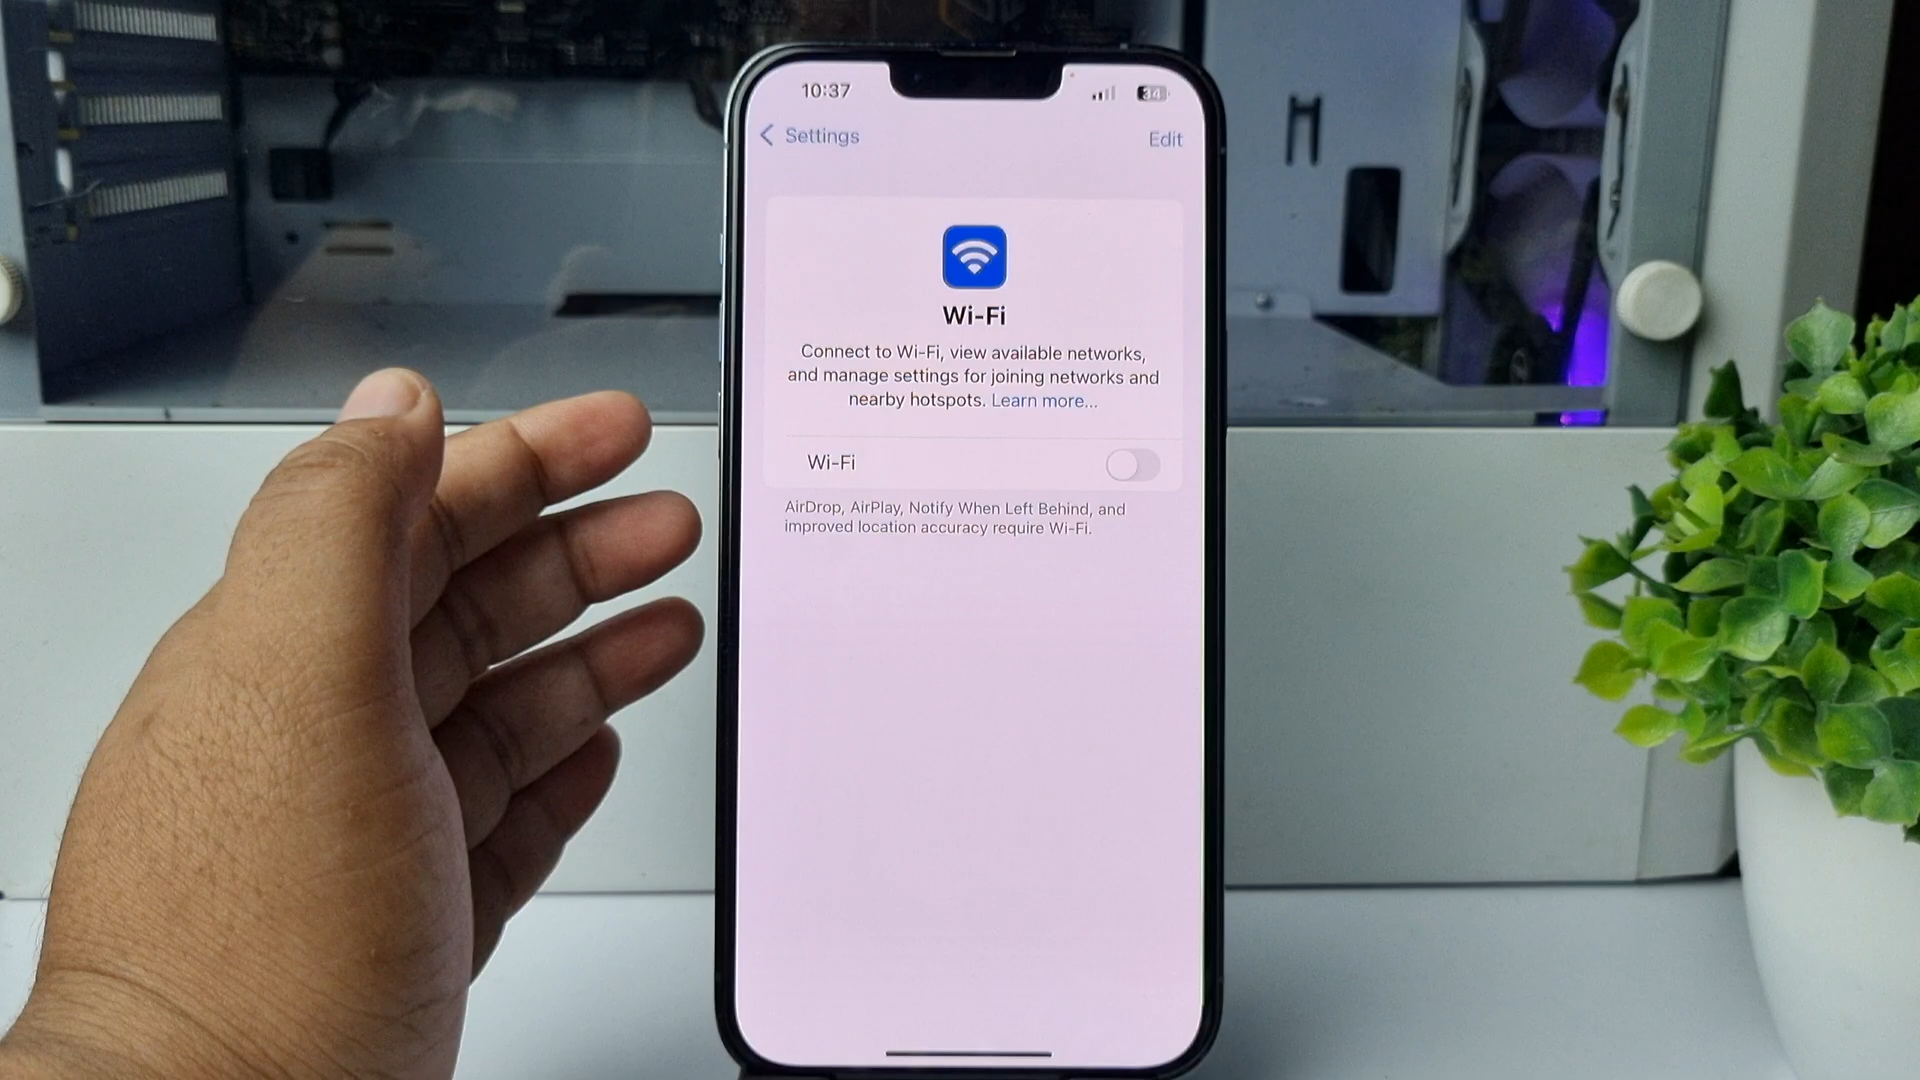 10:37
34
Settings
Edit
Wi-Fi
Connect to Wi-Fi, view available networks,
and manage settings for joining networks and
nearby hotspots. Learn more...
Wi-Fi
AirDrop, AirPlay, Notify When Left Behind, and
improved location accuracy require Wi-Fi.